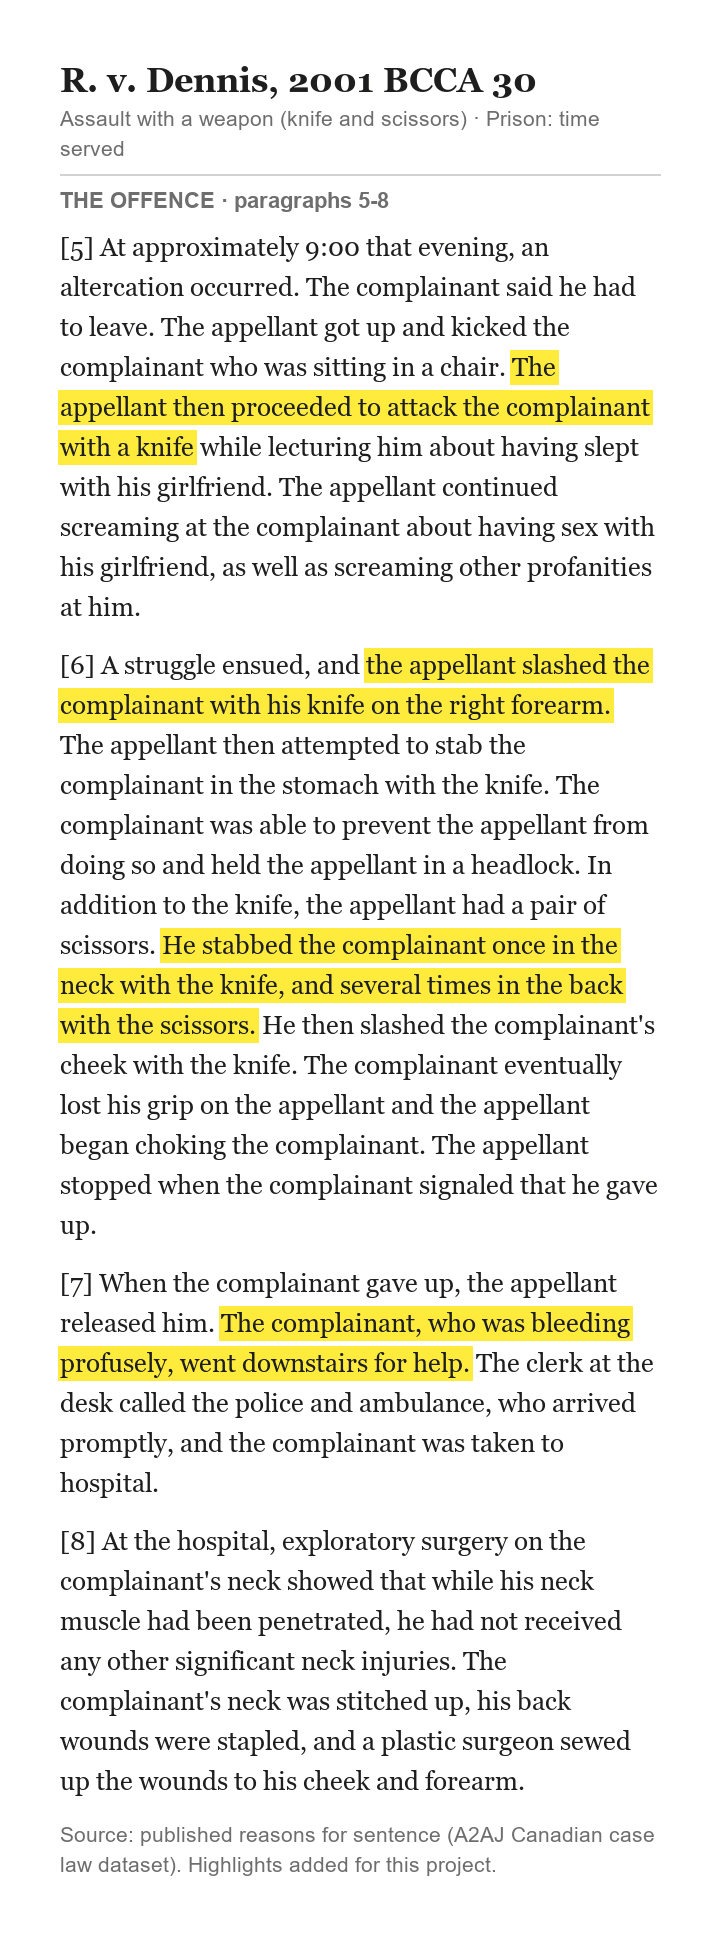 R. v. Dennis, 2001 BCCA 30
Assault with a weapon (knife and scissors) · Prison: time
served
THE OFFENCE · paragraphs 5-8
[5] At approximately 9:00 that evening, an
altercation occurred. The complainant said he had
to leave. The appellant got up and kicked the
complainant who was sitting in a chair. The
appellant then proceeded to attack the complainant
with a knife while lecturing him about having slept
with his girlfriend. The appellant continued
screaming at the complainant about having sex with
his girlfriend, as well as screaming other profanities
at him.
[6] A struggle ensued, and the appellant slashed the
complainant with his knife on the right forearm.
The appellant then attempted to stab the
complainant in the stomach with the knife. The
complainant was able to prevent the appellant from
doing so and held the appellant in a headlock. In
addition to the knife, the appellant had a pair of
scissors. He stabbed the complainant once in the
neck with the knife, and several times in the back
with the scissors. He then slashed the complainant's
cheek with the knife. The complainant eventually
lost his grip on the appellant and the appellant
began choking the complainant. The appellant
stopped when the complainant signaled that he gave
up.
[7] When the complainant gave up, the appellant
released him. The complainant, who was bleeding
profusely, went downstairs for help. The clerk at the
desk called the police and ambulance, who arrived
promptly, and the complainant was taken to
hospital.
[8] At the hospital, exploratory surgery on the
complainant's neck showed that while his neck
muscle had been penetrated, he had not received
any other significant neck injuries. The
complainant's neck was stitched up, his back
wounds were stapled, and a plastic surgeon sewed
up the wounds to his cheek and forearm.
Source: published reasons for sentence (A2AJ Canadian case
law dataset). Highlights added for this project.